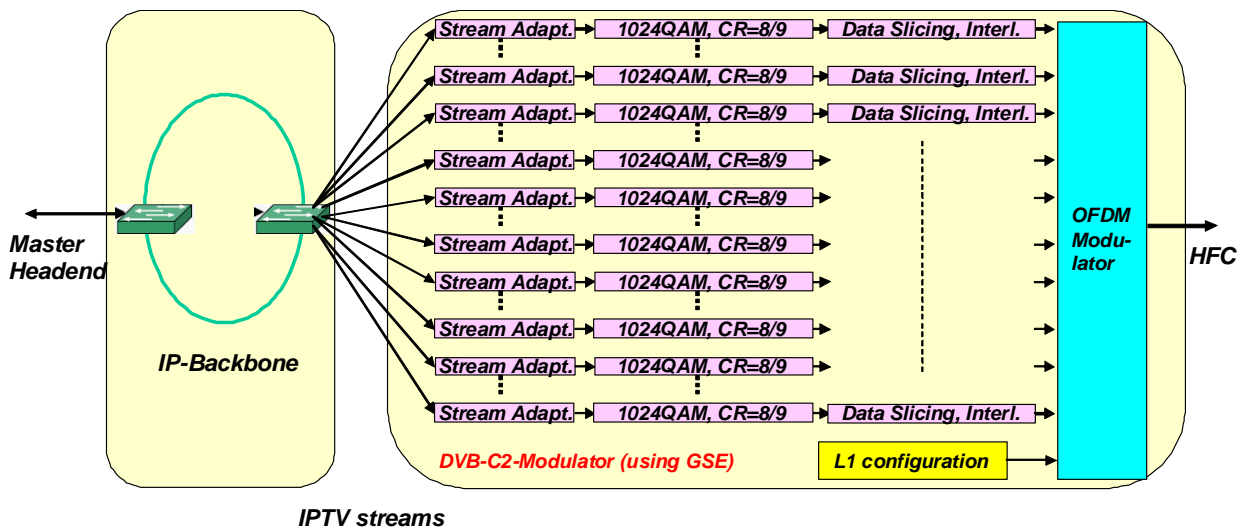 Stream Adapt. 1024QAM, CR=8/9 Data Slicing, Interl.
Stream Adapt. 1024QAM, CR=8/9 Data Slicing, Interl.
Stream Adapt. 1024QAM, CR=8/9 Data Slicing, Interl.
Stream Adapt. 1024QAM, CR=8/9
Stream Adapt. 1024QAM, CR=8/9
Stream Adapt. 1024QAM, CR=8/9
Stream Adapt. 1024QAM, CR=8/9
Stream Adapt. 1024QAM, CR=8/9
Stream Adapt. 1024QAM, CR=8/9
Stream Adapt. 1024QAM, CR=8/9 Data Slicing, Interl.
Master
Headend
IP-Backbone
OFDM
Modu-
lator
HFC
DVB-C2-Modulator (using GSE)
L1 configuration
IPTV streams